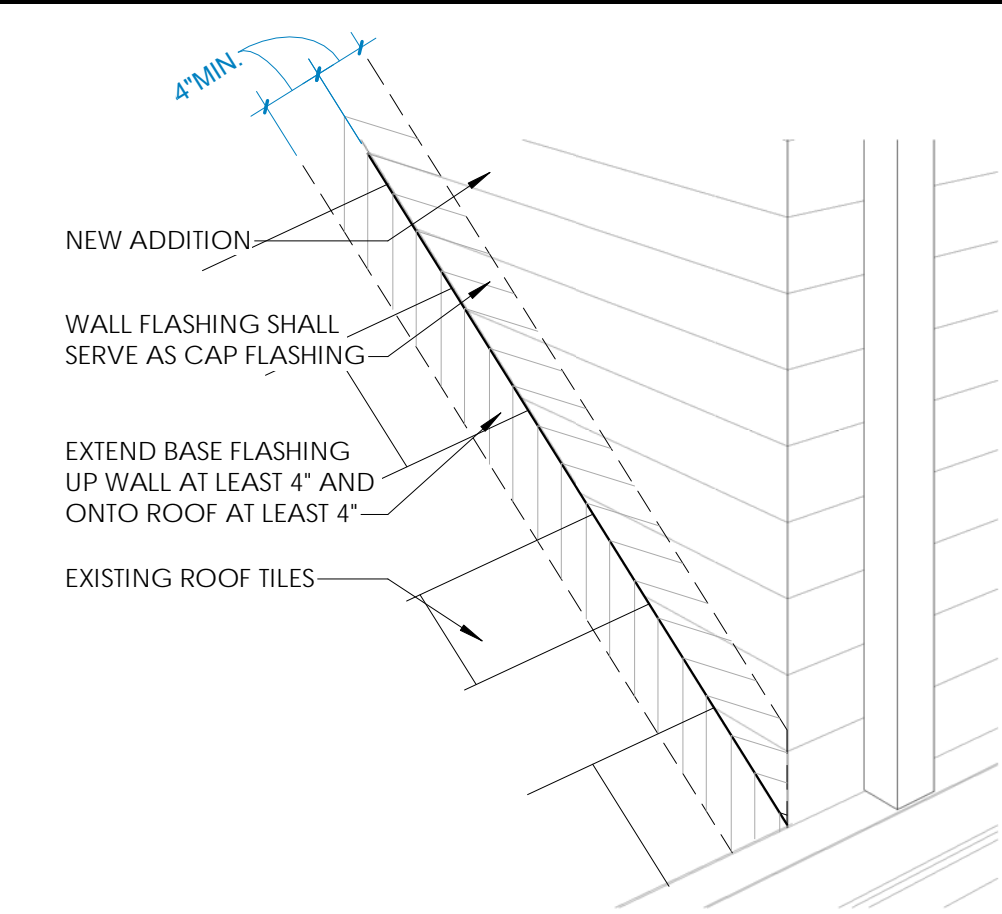 4"MIN.
NEW ADDITION
WALL FLASHING SHALL
SERVE AS CAP FLASHING
EXTEND BASE FLASHING
UP WALL AT LEAST 4" AND
ONTO ROOF AT LEAST 4"
EXISTING ROOF TILES